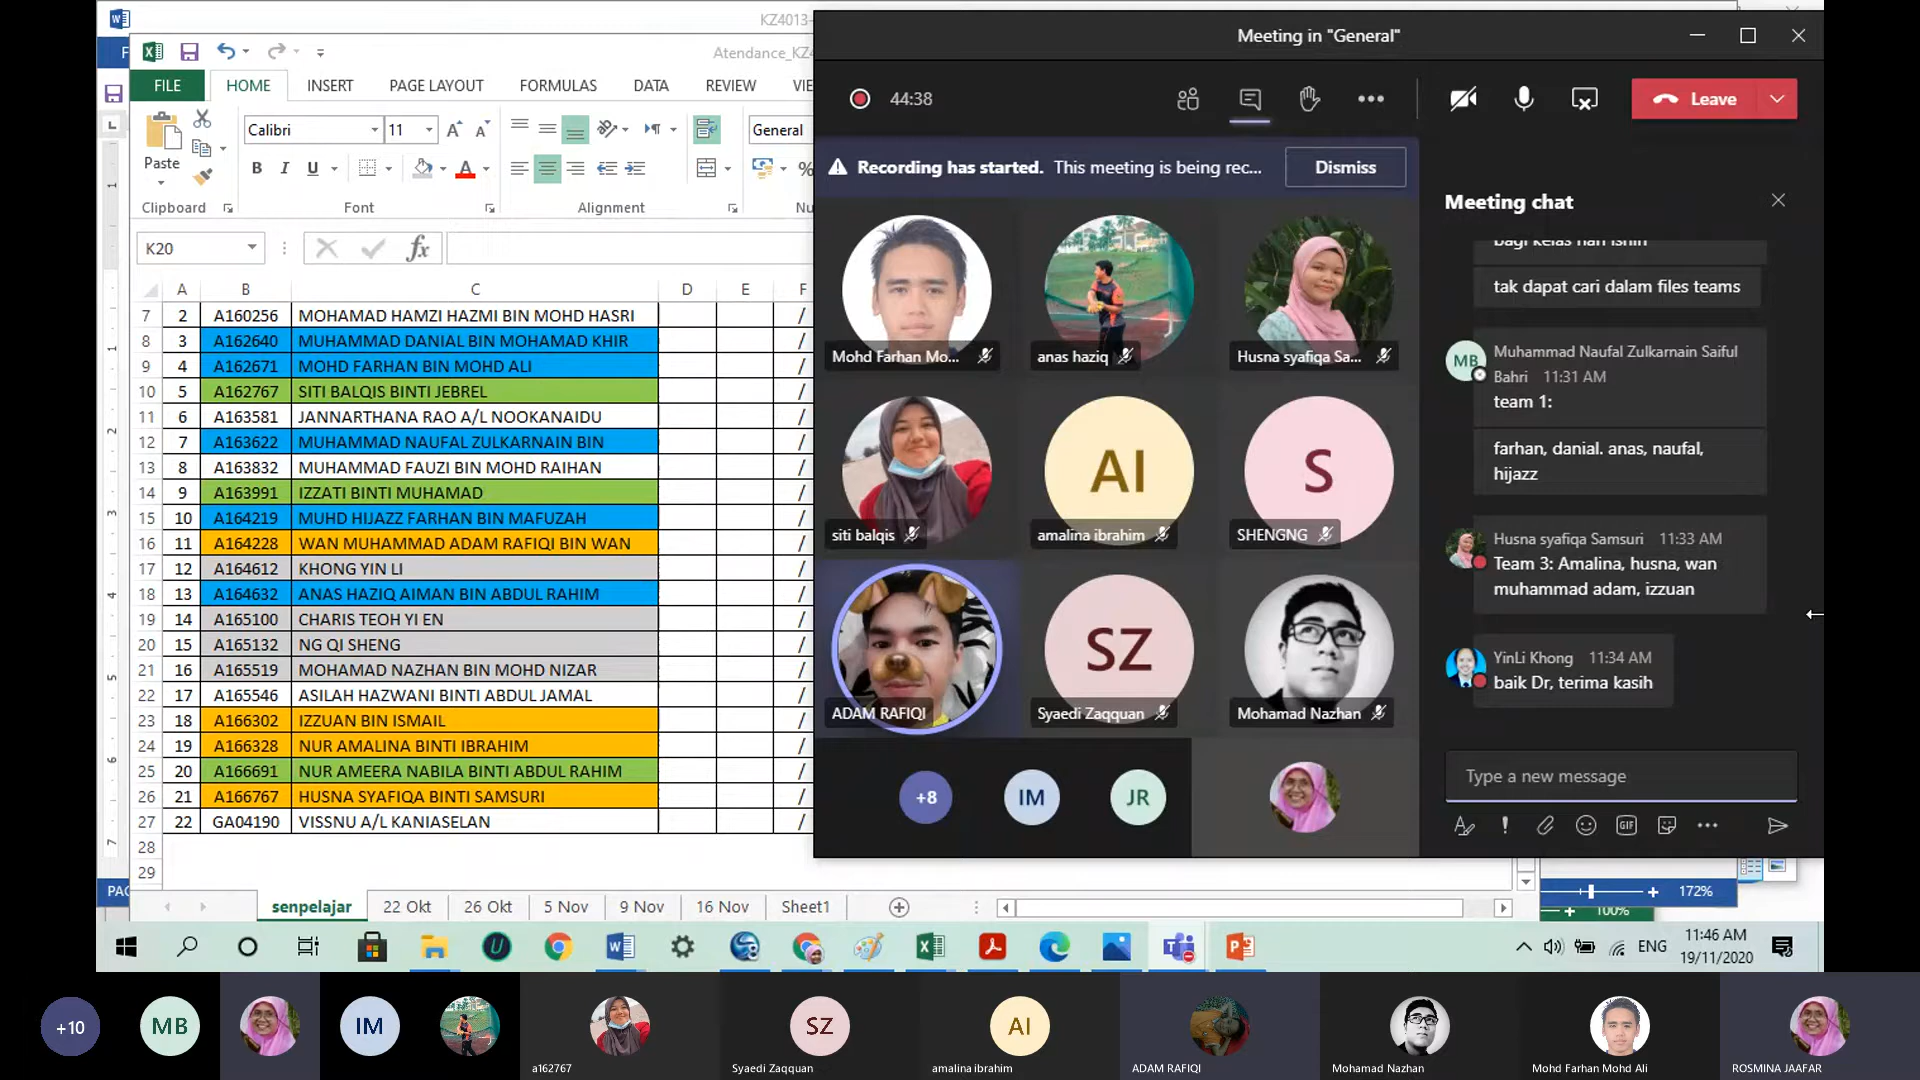 KZ4013-
Atendance_KZ4
F
FILE
HOME
INSERT
PAGE LAYOUT
FORMULAS
DATA
REVIEW
VIE
Paste
Calibri
11
General
B I U
%
Clipboard
Font
Alignment
Nu
K20
fx
A B C D E F
7 2 A160256 MOHAMAD HAMZI HAZMI BIN MOHD HASRI /
8 3 A162640 MUHAMMAD DANIAL BIN MOHAMAD KHIR /
9 4 A162671 MOHD FARHAN BIN MOHD ALI /
10 5 A162767 SITI BALQIS BINTI JEBREL /
11 6 A163581 JANNARTHANA RAO A/L NOOKANAIDU /
12 7 A163622 MUHAMMAD NAUFAL ZULKARNAIN BIN /
13 8 A163832 MUHAMMAD FAUZI BIN MOHD RAIHAN /
14 9 A163991 IZZATI BINTI MUHAMAD /
15 10 A164219 MUHD HIJAZZ FARHAN BIN MAFUZAH /
16 11 A164228 WAN MUHAMMAD ADAM RAFIQI BIN WAN /
17 12 A164612 KHONG YIN LI /
18 13 A164632 ANAS HAZIQ AIMAN BIN ABDUL RAHIM /
19 14 A165100 CHARIS TEOH YI EN /
20 15 A165132 NG QI SHENG /
21 16 A165519 MOHAMAD NAZHAN BIN MOHD NIZAR /
22 17 A165546 ASILAH HAZWANI BINTI ABDUL JAMAL /
23 18 A166302 IZZUAN BIN ISMAIL /
24 19 A166328 NUR AMALINA BINTI IBRAHIM /
25 20 A166691 NUR AMEERA NABILA BINTI ABDUL RAHIM /
26 21 A166767 HUSNA SYAFIQA BINTI SAMSURI /
27 22 GA04190 VISSNU A/L KANIASELAN /
28
29
PAG
senpelajar
22 Okt
26 Okt
5 Nov
9 Nov
16 Nov
Sheet1
172%
100%
Meeting in "General"
44:38
Leave
Recording has started. This meeting is being rec...
Dismiss
Mohd Farhan Mo...
anas haziq
Husna syafiqa Sa...
siti balqis
AI
amalina ibrahim
S
SHENGNG
ADAM RAFIQI
SZ
Syaedi Zaqquan
Mohamad Nazhan
+8
IM
JR
Meeting chat
bagi kelas hari isnin
tak dapat cari dalam files teams
MB
Muhammad Naufal Zulkarnain Saiful
Bahri 11:31 AM
team 1:
farhan, danial. anas, naufal,
hijazz
Husna syafiqa Samsuri 11:33 AM
Team 3: Amalina, husna, wan
muhammad adam, izzuan
YinLi Khong 11:34 AM
baik Dr, terima kasih
Type a new message
GIF
ENG
11:46 AM
19/11/2020
+10
MB
IM
a162767
SZ
Syaedi Zaqquan
AI
amalina ibrahim
ADAM RAFIQI
Mohamad Nazhan
Mohd Farhan Mohd Ali
ROSMINA JAAFAR